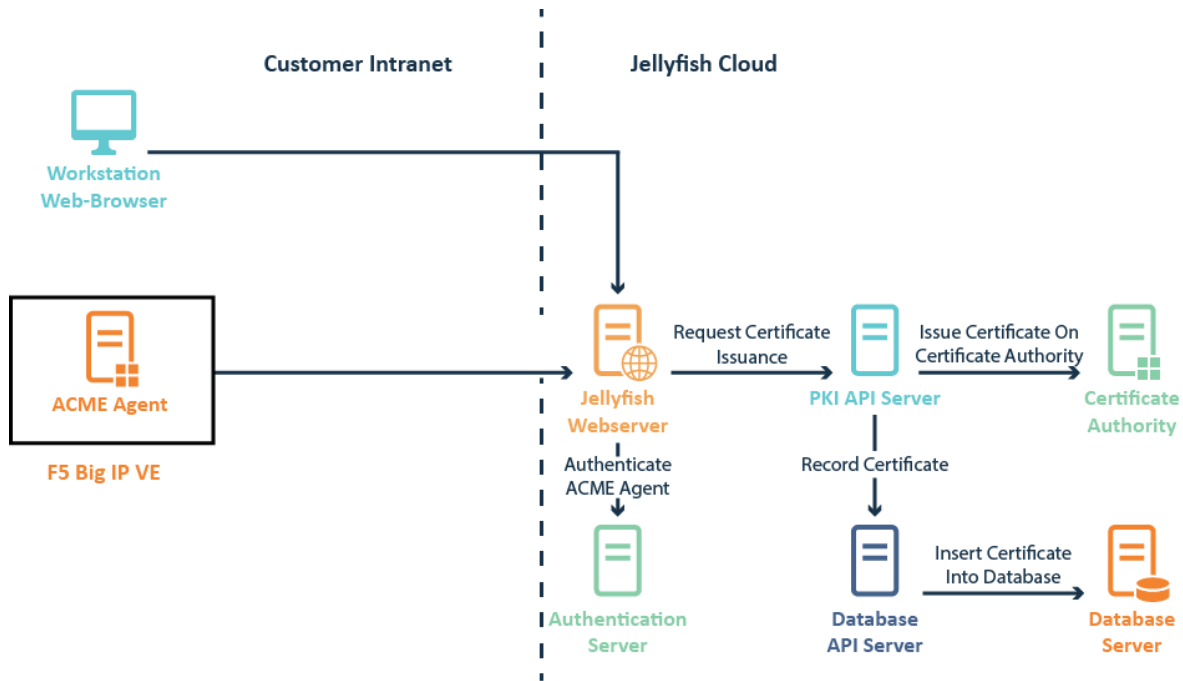 Customer Intranet
Jellyfish Cloud
Workstation
Web-Browser
ACME Agent
F5 Big IP VE
Jellyfish
Webserver
Request Certificate
Issuance
PKI API Server
Issue Certificate On
Certificate Authority
Certificate
Authority
Authenticate
ACME Agent
Record Certificate
Authentication
Server
Database
API Server
Insert Certificate
Into Database
Database
Server